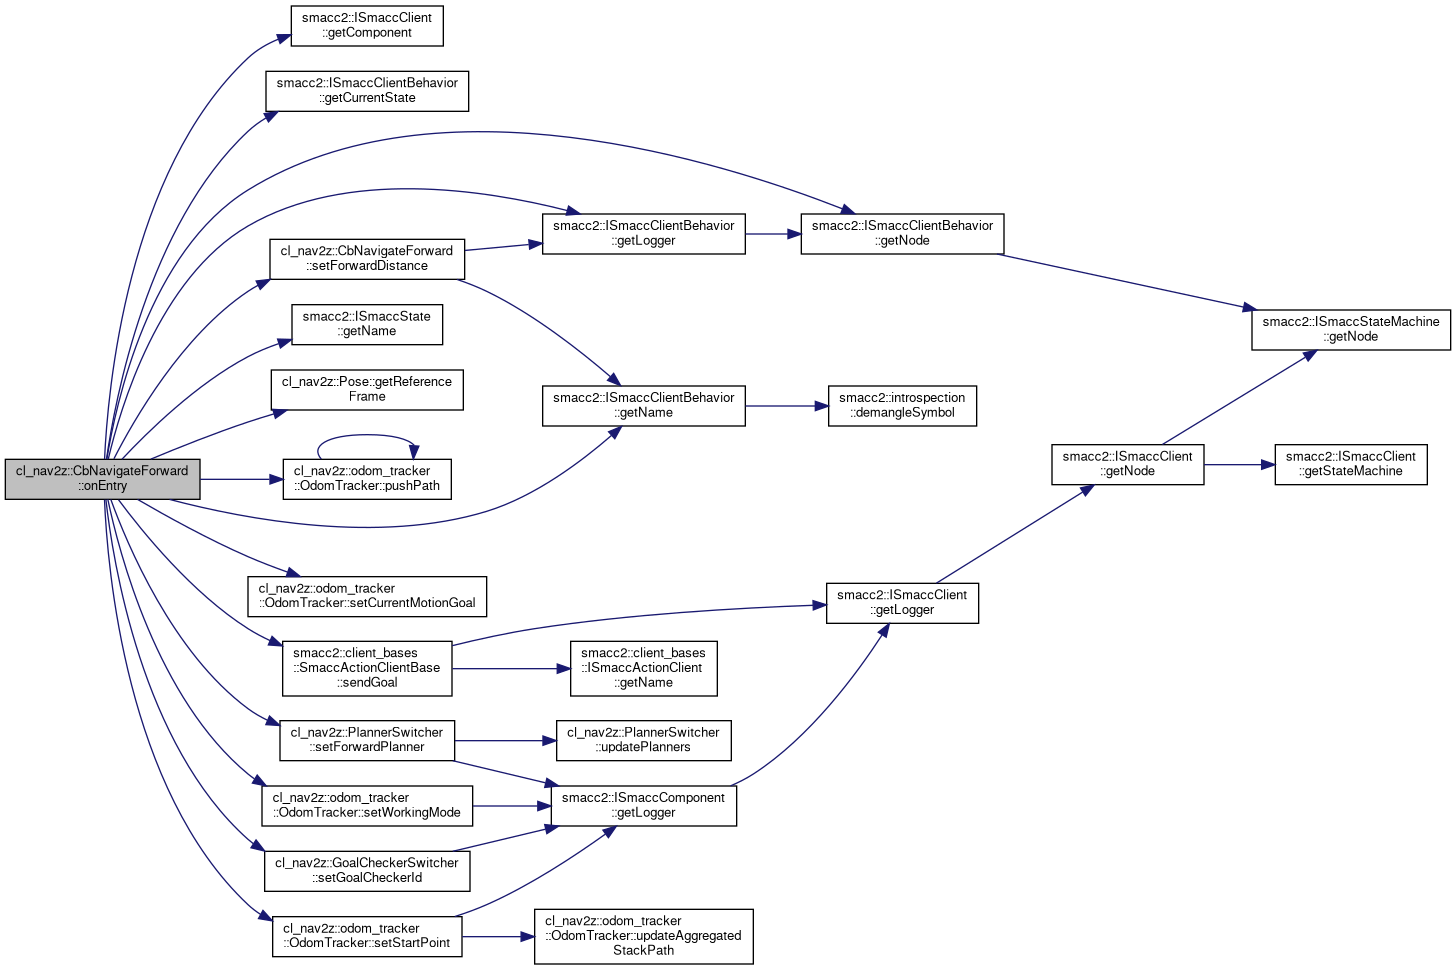 smacc2::ISmaccClient
::getComponent
smacc2::ISmaccClientBehavior
::getCurrentState
smacc2::ISmaccClientBehavior
::getLogger
smacc2::ISmaccClientBehavior
::getNode
cl_nav2z::CbNavigateForward
::setForwardDistance
smacc2::ISmaccState
::getName
smacc2::ISmaccStateMachine
::getNode
cl_nav2z::Pose::getReference
Frame
smacc2::ISmaccClientBehavior
::getName
smacc2::introspection
::demangleSymbol
cl_nav2z::CbNavigateForward
::onEntry
cl_nav2z::odom_tracker
::OdomTracker::pushPath
smacc2::ISmaccClient
::getNode
smacc2::ISmaccClient
::getStateMachine
cl_nav2z::odom_tracker
::OdomTracker::setCurrentMotionGoal
smacc2::ISmaccClient
::getLogger
smacc2::client_bases
::SmaccActionClientBase
::sendGoal
smacc2::client_bases
::ISmaccActionClient
::getName
cl_nav2z::PlannerSwitcher
::setForwardPlanner
cl_nav2z::PlannerSwitcher
::updatePlanners
cl_nav2z::odom_tracker
::OdomTracker::setWorkingMode
smacc2::ISmaccComponent
::getLogger
cl_nav2z::GoalCheckerSwitcher
::setGoalCheckerId
cl_nav2z::odom_tracker
::OdomTracker::setStartPoint
cl_nav2z::odom_tracker
::OdomTracker::updateAggregated
StackPath